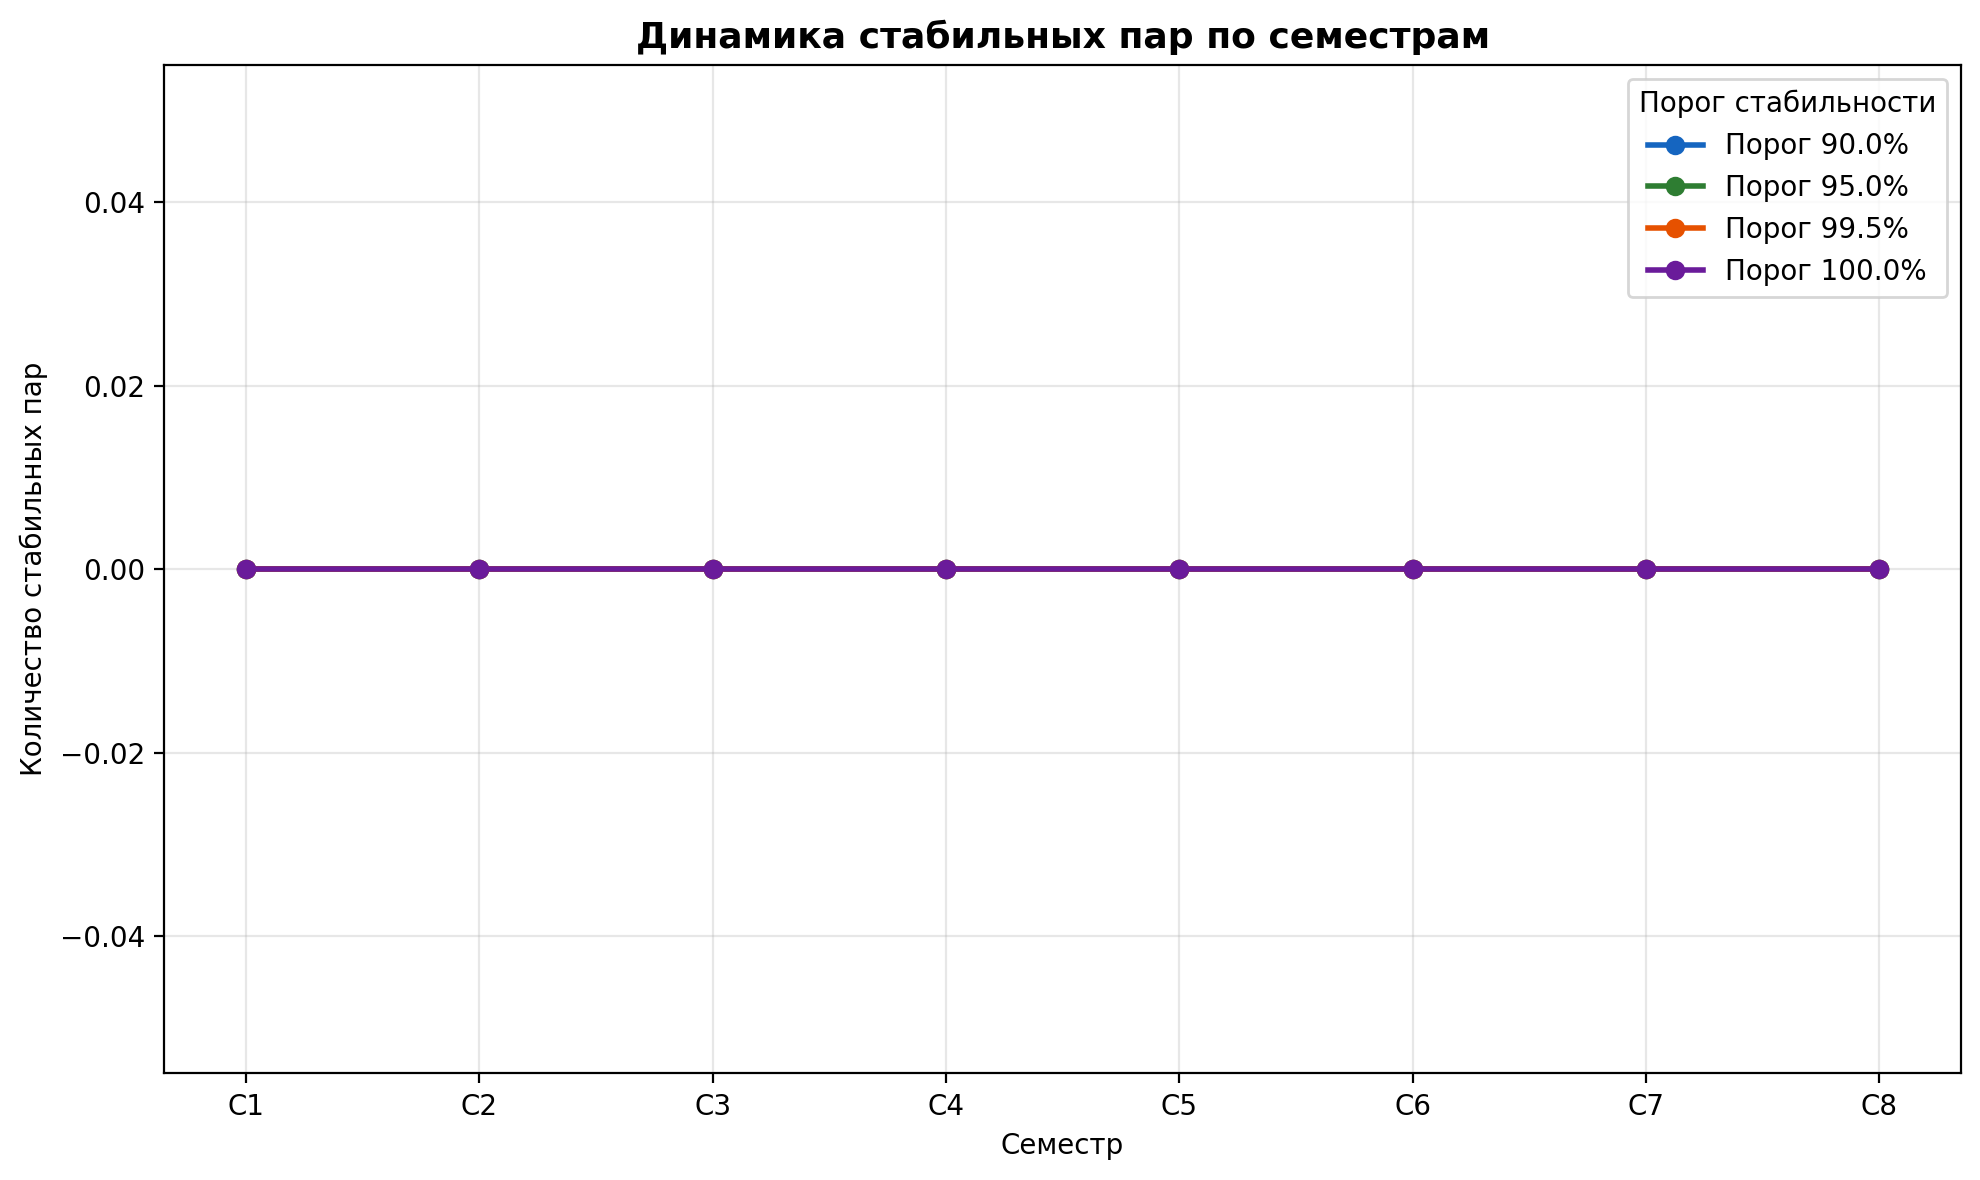 Динамика стабильных пар по семестрам
Порог стабильности
Порог 90.0%
Порог 95.0%
Порог 99.5%
Порог 100.0%
Количество стабильных пар
0.04
0.02
0.00
−0.02
−0.04
С1 С2 С3 С4 С5 С6 С7 С8
Семестр